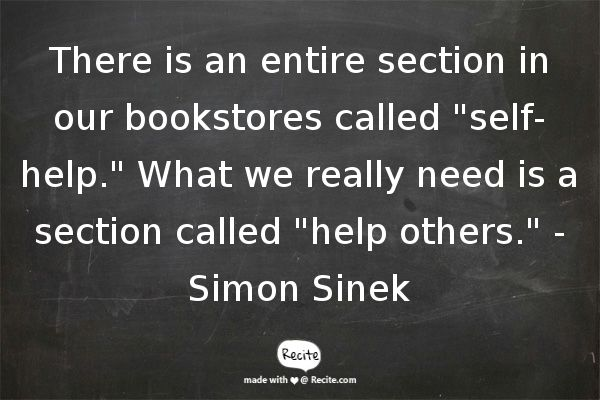 There is an entire section in
our bookstores called "self-
help." What we really need is a
section called "help others." -
Simon Sinek
Recite
made with ♥ @ Recite.com